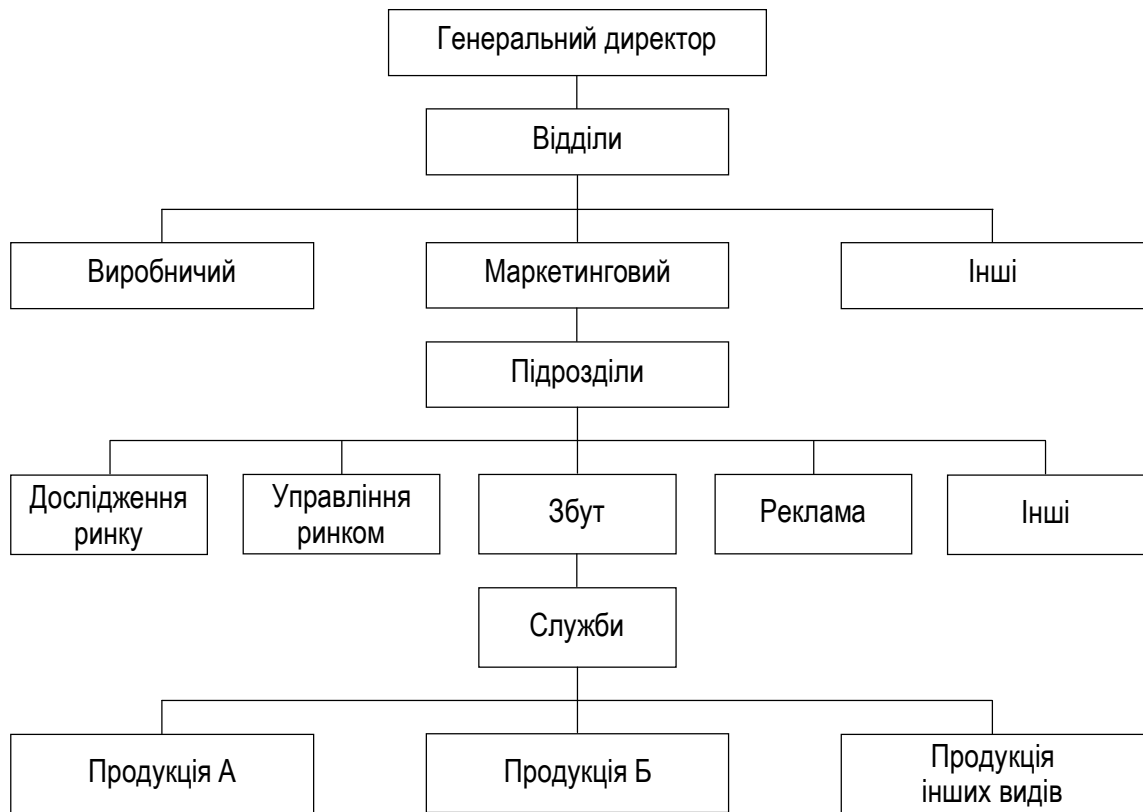 Генеральний директор
Відділи
Виробничий
Маркетинговий
Інші
Підрозділи
Дослідження
ринку
Управління
ринком
Збут
Реклама
Інші
Служби
Продукція А
Продукція Б
Продукція
інших видів